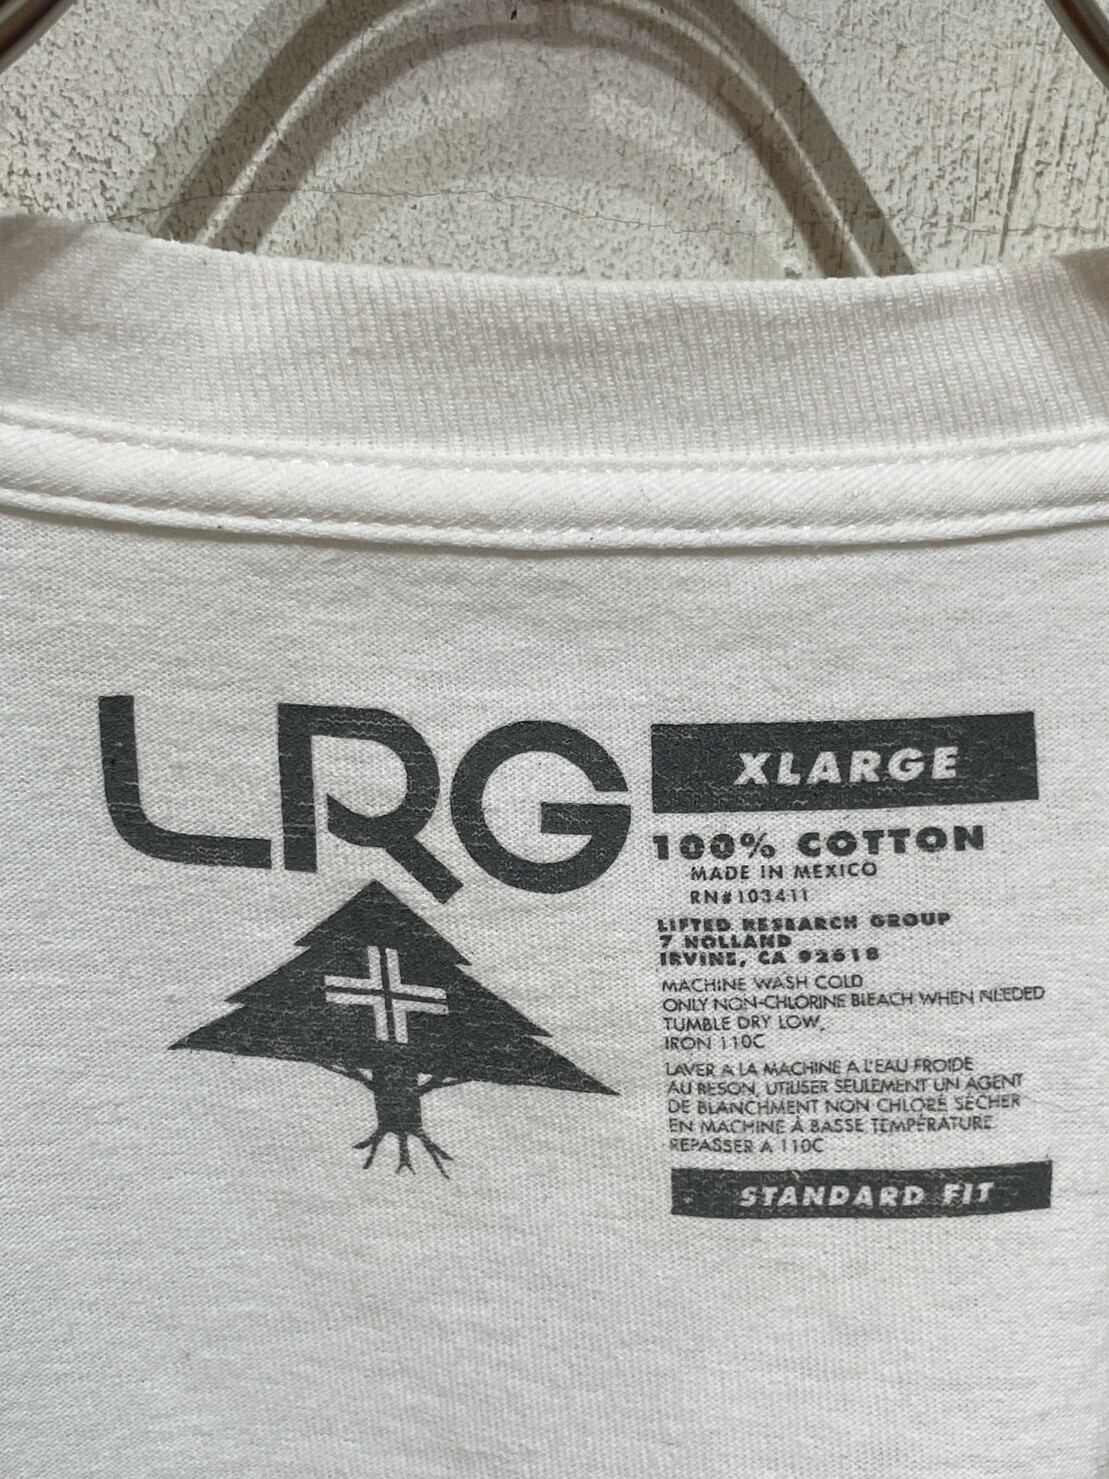 LRG
XLARGE
100% COTTON
MADE IN MEXICO
RN#103411
LIFTED RESEARCH GROUP
7 HOLLAND
IRVINE, CA 92618
MACHINE WASH COLD
ONLY NON-CHLORINE BLEACH WHEN NEEDED
TUMBLE DRY LOW,
IRON 110C
LAVER A LA MACHINE A L'EAU FROIDE
AU BESON, UTILISER SEULEMENT UN AGENT
DE BLANCHMENT NON CHLORÉ SÉCHER
EN MACHINE À BASSE TEMPÉRATURE
REPASSER A 110C
STANDARD FIT